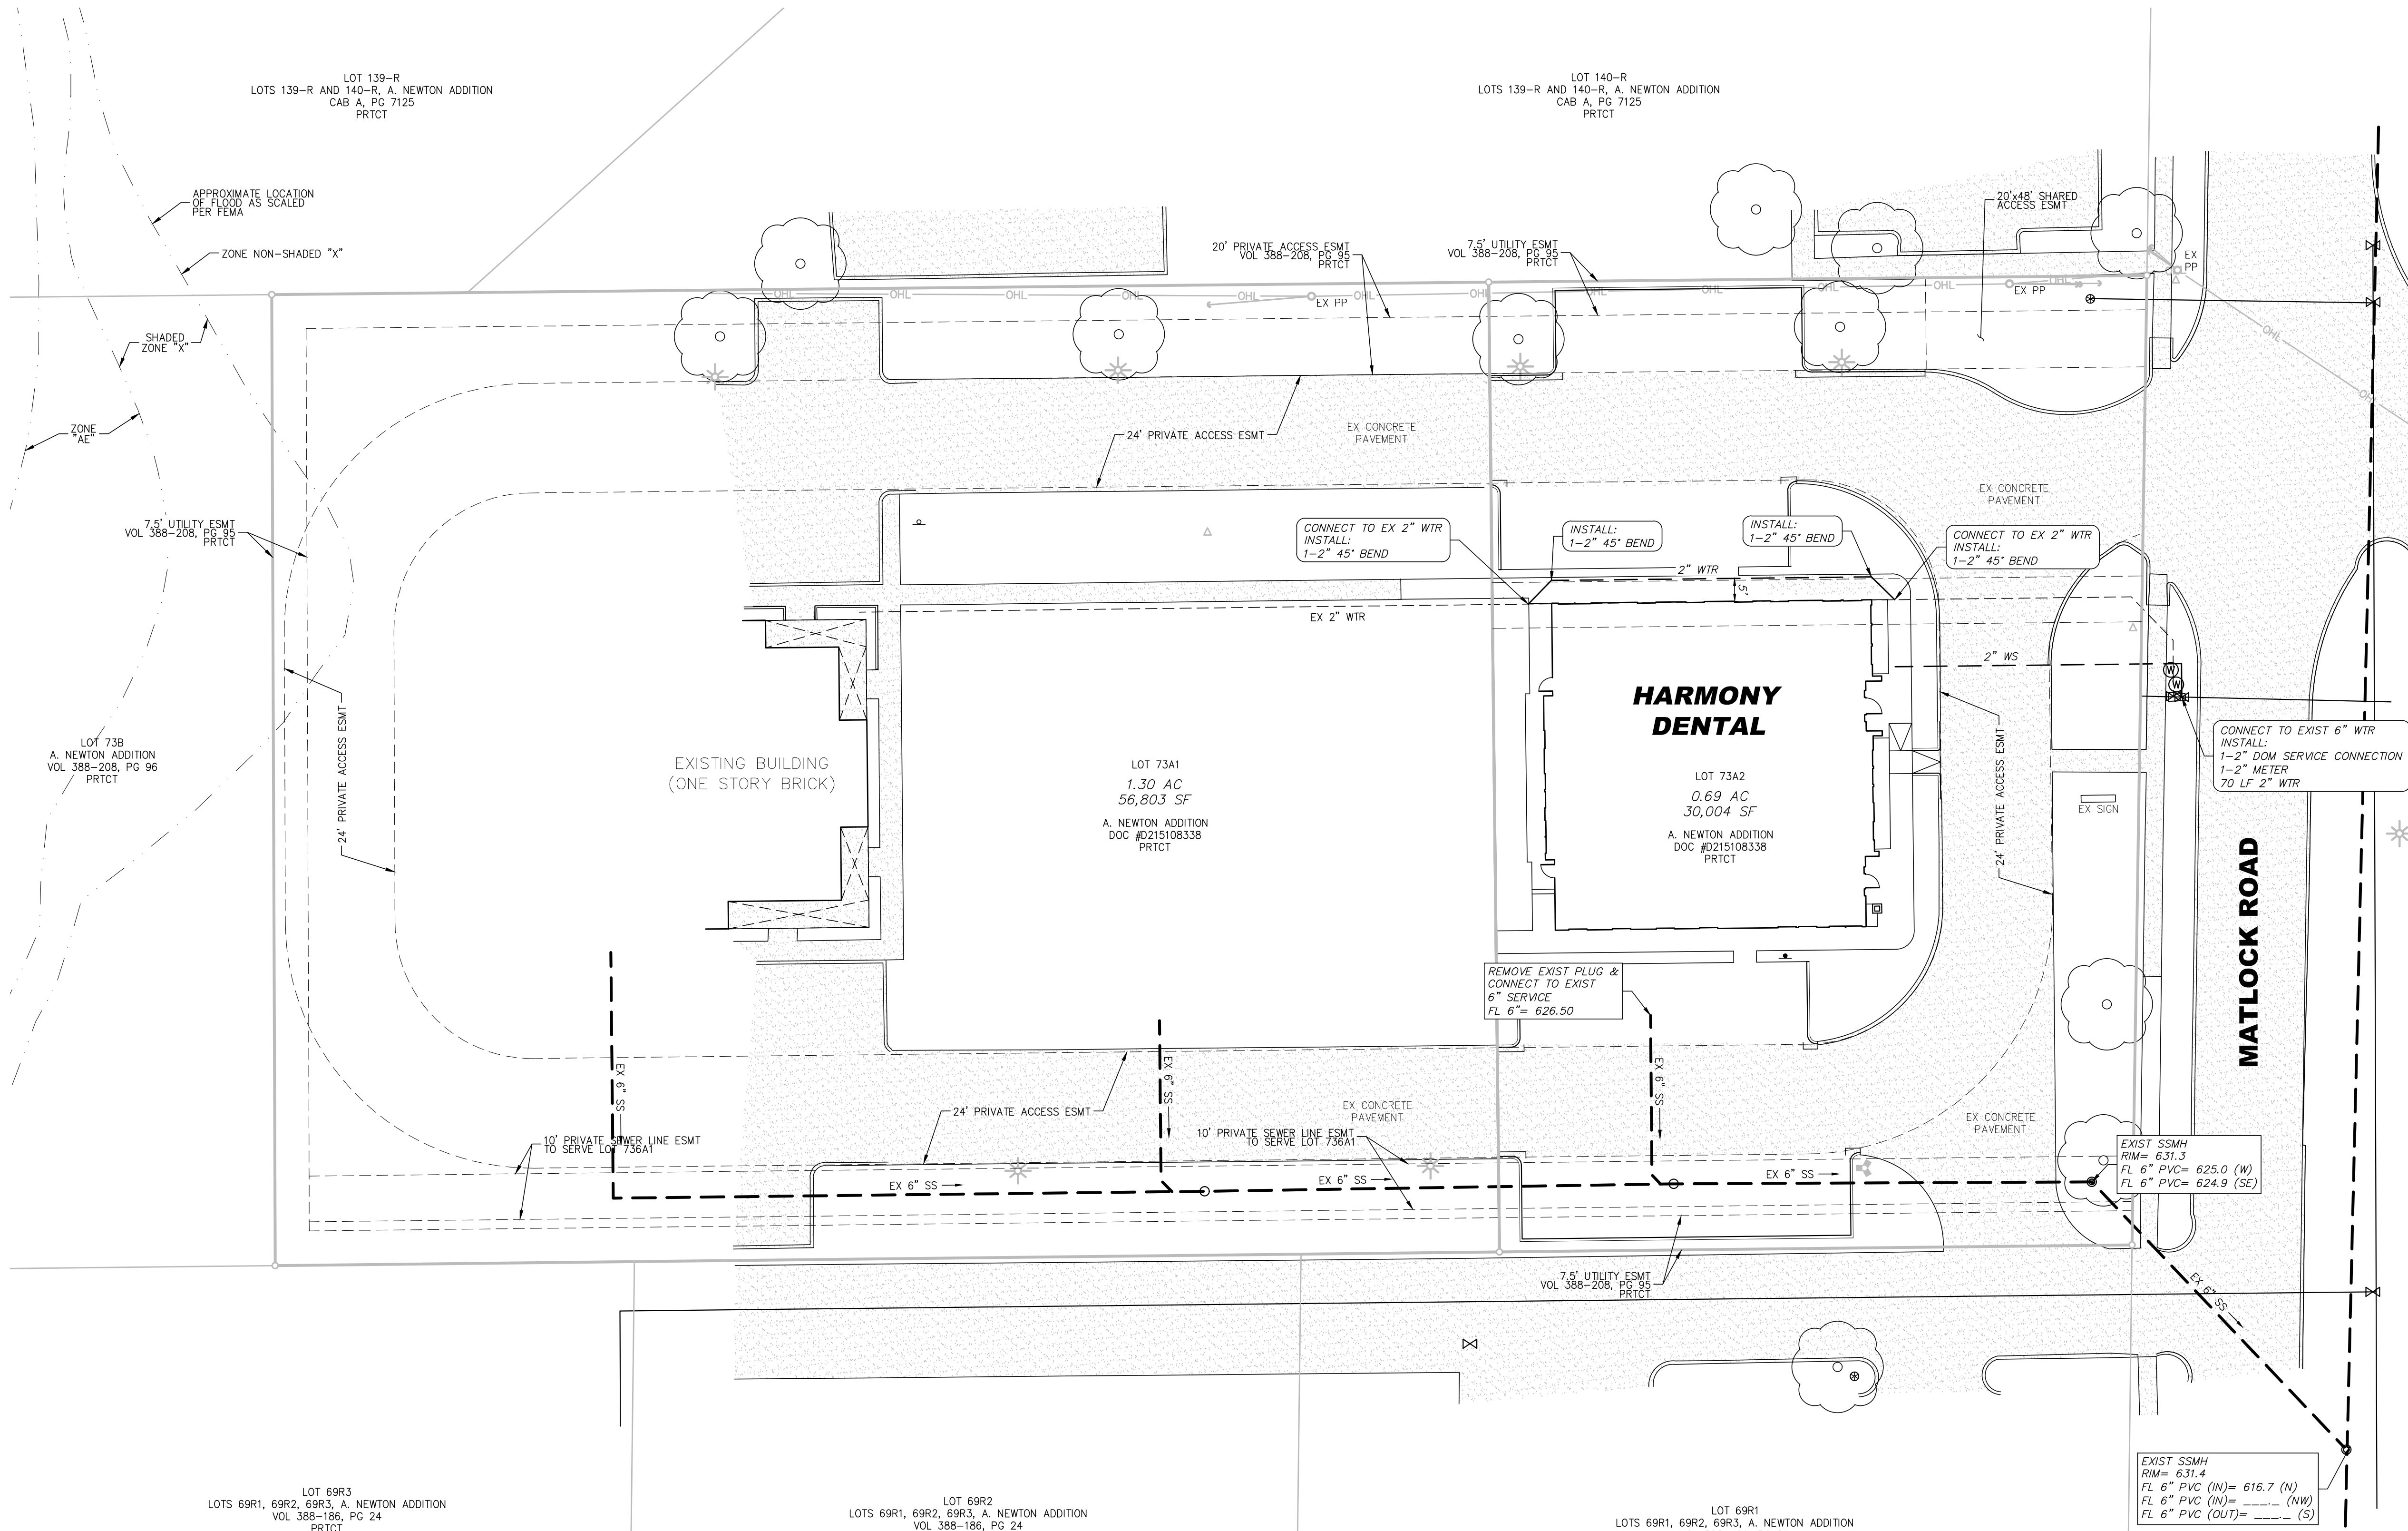 LOT 139-R
LOTS 139-R AND 140-R, A. NEWTON ADDITION
CAB A, PG 7125
PRTCT
LOT 140-R
LOTS 139-R AND 140-R, A. NEWTON ADDITION
CAB A, PG 7125
PRTCT
APPROXIMATE LOCATION
OF FLOOD AS SCALED
PER FEMA
ZONE NON-SHADED "X"
20' PRIVATE ACCESS ESMT
VOL 388-208, PG 95
PRTCT
7.5' UTILITY ESMT
VOL 388-208, PG 95
PRTCT
20'x48' SHARED
ACCESS ESMT
EX
PP
OHL
OHL
OHL
OHL
OHL
EX PP
OHL
OHL
OHL
OHL
OHL
OHL
EX PP
OHL
OHL
OHL
SHADED
ZONE "X"
ZONE
"AE"
24' PRIVATE ACCESS ESMT
EX CONCRETE
PAVEMENT
EX CONCRETE
PAVEMENT
7.5' UTILITY ESMT
VOL 388-208, PG 95
PRTCT
CONNECT TO EX 2" WTR
INSTALL:
1-2" 45° BEND
INSTALL:
1-2" 45° BEND
INSTALL:
1-2" 45° BEND
CONNECT TO EX 2" WTR
INSTALL:
1-2" 45° BEND
2" WTR
5'
EX 2" WTR
2" WS
W
W
HARMONY
DENTAL
24' PRIVATE ACCESS ESMT
LOT 73B
A. NEWTON ADDITION
VOL 388-208, PG 96
PRTCT
EXISTING BUILDING
(ONE STORY BRICK)
LOT 73A1
1.30 AC
56,803 SF
A. NEWTON ADDITION
DOC #D215108338
PRTCT
LOT 73A2
0.69 AC
30,004 SF
A. NEWTON ADDITION
DOC #D215108338
PRTCT
24' PRIVATE ACCESS ESMT
EX SIGN
CONNECT TO EXIST 6" WTR
INSTALL:
1-2" DOM SERVICE CONNECTION
1-2" METER
70 LF 2" WTR
MATLOCK ROAD
REMOVE EXIST PLUG &
CONNECT TO EXIST
6" SERVICE
FL 6"= 626.50
EX 6" SS
EX 6" SS
EX 6" SS
24' PRIVATE ACCESS ESMT
EX CONCRETE
PAVEMENT
EX CONCRETE
PAVEMENT
10' PRIVATE SEWER LINE ESMT
TO SERVE LOT 736A1
10' PRIVATE SEWER LINE ESMT
TO SERVE LOT 736A1
EX 6" SS
EX 6" SS
EX 6" SS
EXIST SSMH
RIM= 631.3
FL 6" PVC= 625.0 (W)
FL 6" PVC= 624.9 (SE)
7.5' UTILITY ESMT
VOL 388-208, PG 95
PRTCT
EX 6" SS
EXIST SSMH
RIM= 631.4
FL 6" PVC (IN)= 616.7 (N)
FL 6" PVC (IN)= ___._ (NW)
FL 6" PVC (OUT)= ___._ (S)
LOT 69R3
LOTS 69R1, 69R2, 69R3, A. NEWTON ADDITION
VOL 388-186, PG 24
PRTCT
LOT 69R2
LOTS 69R1, 69R2, 69R3, A. NEWTON ADDITION
VOL 388-186, PG 24
LOT 69R1
LOTS 69R1, 69R2, 69R3, A. NEWTON ADDITION